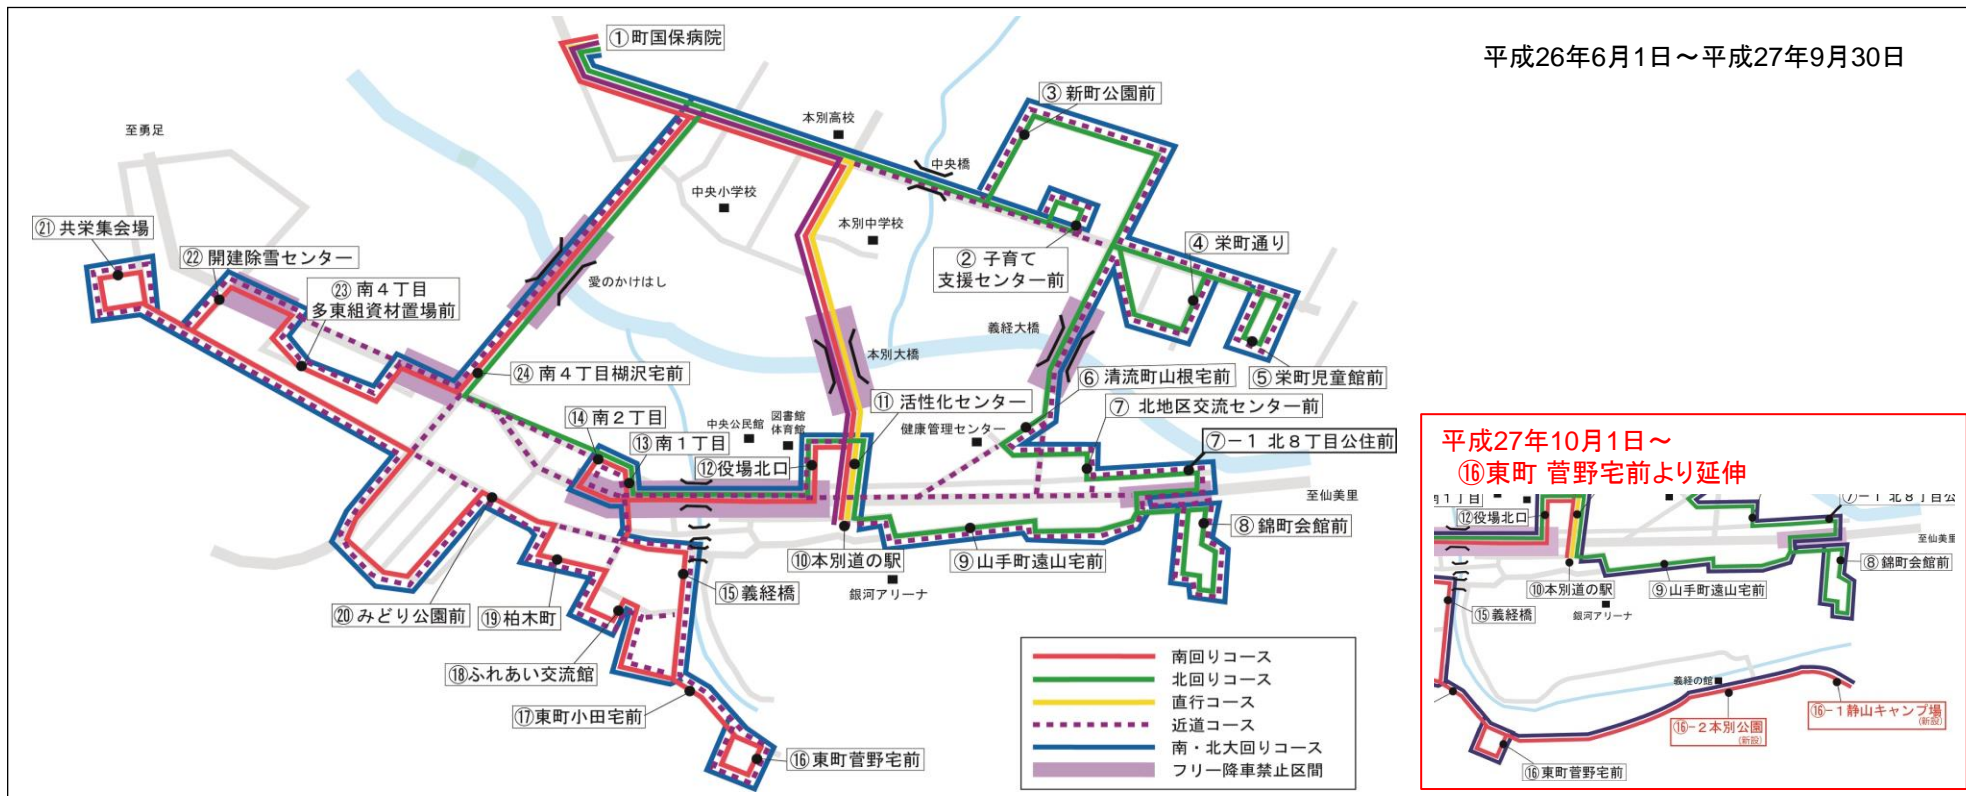 平成26年6月1日～平成27年9月30日
①町国保病院
③新町公園前
本別高校
至勇足
中央橋
中央小学校
本別中学校
㉑共栄集会場
㉒開建除雪センター
④栄町通り
②子育て
支援センター前
愛のかけはし
㉓南4丁目
多東組資材置場前
義経大橋
本別大橋
㉔南4丁目楜沢宅前
⑥清流町山根宅前
⑤栄町児童館前
⑪活性化センター
⑦北地区交流センター前
⑭南2丁目
中央公民館
図書館
体育館
健康管理センター
⑬南1丁目
⑦-1 北8丁目公住前
⑫役場北口
至仙美里
⑧錦町会館前
⑩本別道の駅
⑨山手町遠山宅前
銀河アリーナ
⑮義経橋
⑳みどり公園前
⑲柏木町
⑱ふれあい交流館
⑰東町小田宅前
⑯東町菅野宅前
南回りコース
北回りコース
直行コース
近道コース
南・北大回りコース
フリー降車禁止区間
平成27年10月1日～
⑯東町 菅野宅前より延伸
南1丁目
⑦-1 北8丁目公
⑫役場北口
至仙美里
⑧錦町会館前
⑩本別道の駅
⑨山手町遠山宅前
銀河アリーナ
⑮義経橋
義経の館
⑯-1静山キャンプ場
(新設)
⑯-2本別公園
(新設)
⑯東町菅野宅前